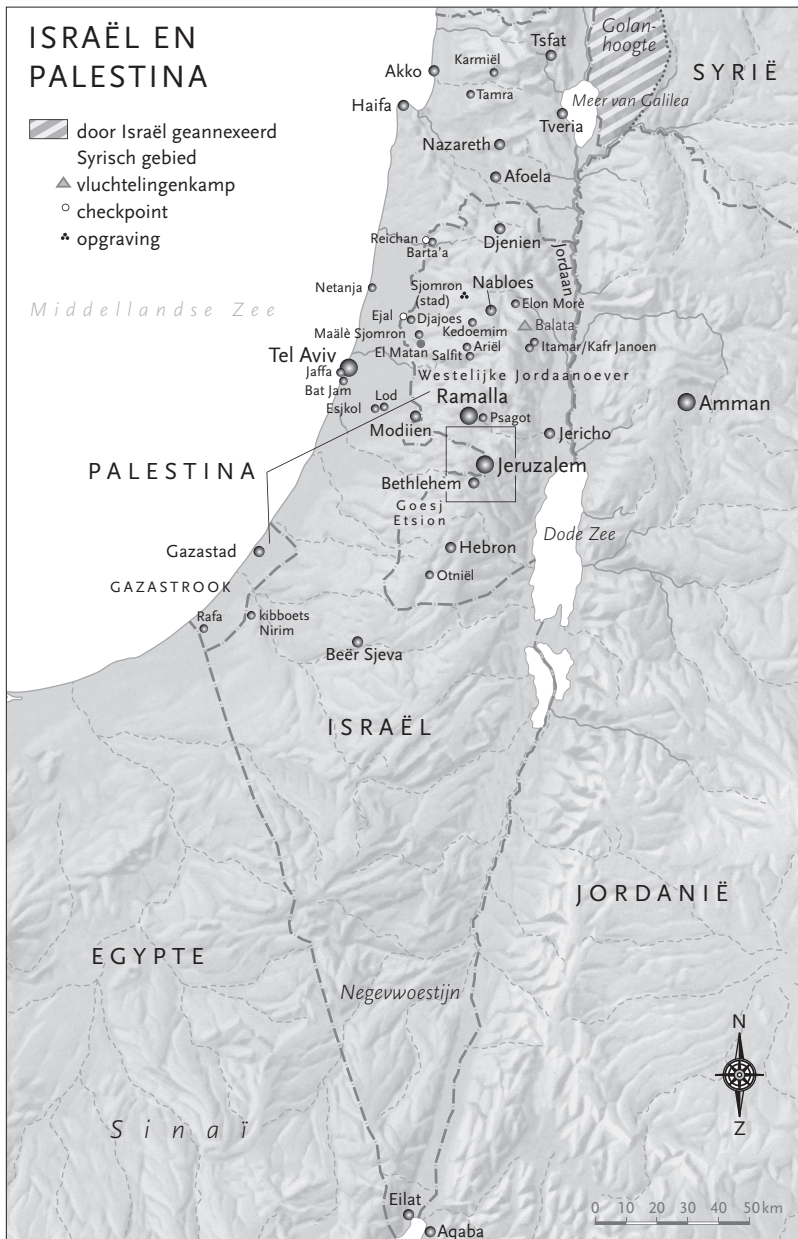 ISRAËL EN
PALESTINA
door Israël geannexeerd
Syrisch gebied
vluchtelingenkamp
checkpoint
opgraving
Golan-
hoogte
SYRIË
Tsfat
Karmiël
Akko
Tamra
Meer van Galilea
Haifa
Tveria
Nazareth
Afoela
Reichan
Barta'a
Djenien
Jordaan
Netanja
Sjomron
(stad)
Nabloes
Elon Morè
Middellandse Zee
Ejal
Djajoes
Kedoemim
Balata
Maälè Sjomron
El Matan
Ariël
Salfit
Itamar/Kafr Janoen
Tel Aviv
Jaffa
Bat Jam
Westelijke Jordaanoever
Esjkol
Lod
Ramalla
Psagot
Amman
Modiien
Jericho
PALESTINA
Jeruzalem
Bethlehem
Goesj
Etsion
Dode Zee
Gazastad
Hebron
GAZASTROOK
Otniël
Rafa
kibboets
Nirim
Beër Sjeva
ISRAËL
JORDANIË
EGYPTE
Negevwoestijn
N
Z
Sinaï
Eilat
Aqaba
0 10 20 30 40 50 km